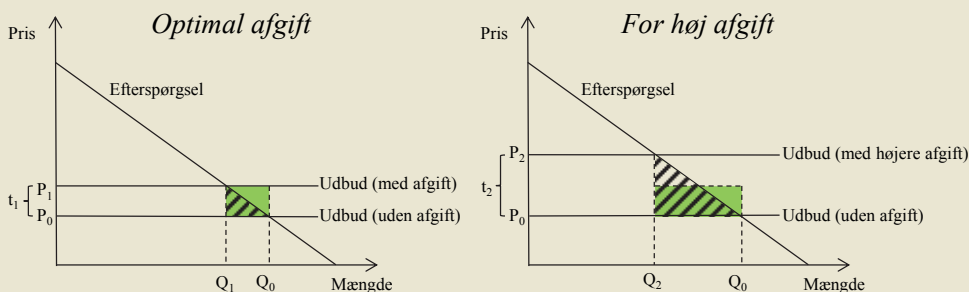 Optimal afgift
Pris
Efterspørgsel
P1
t1
P0
Udbud (med afgift)
Udbud (uden afgift)
Q1
Q0
Mængde
For høj afgift
Pris
Efterspørgsel
P2
t2
P0
Udbud (med højere afgift)
Udbud (uden afgift)
Q2
Q0
Mængde